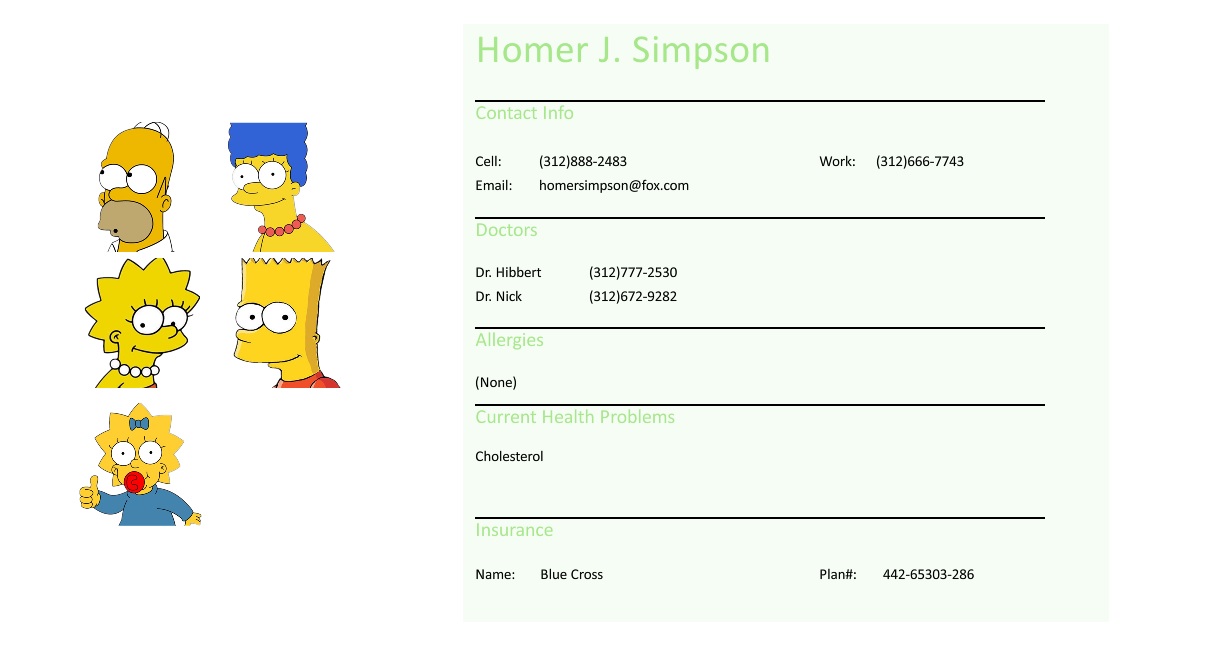 Homer J. Simpson
Contact Info
Cell: (312)888-2483 Work: (312)666-7743
Email: homersimpson@fox.com
Doctors
Dr. Hibbert (312)777-2530
Dr. Nick (312)672-9282
Allergies
(None)
Current Health Problems
Cholesterol
Insurance
Name: Blue Cross Plan#: 442-65303-286